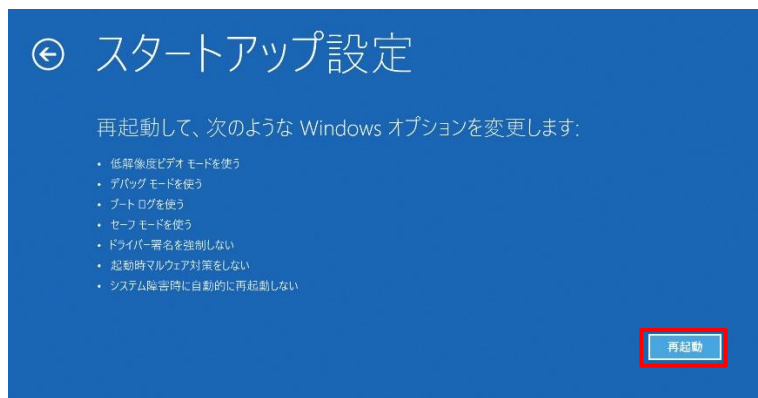 スタートアップ設定
再起動して、次のような Windows オプションを変更します:
• 低解像度ビデオ モードを使う
• デバッグ モードを使う
• ブート ログを使う
• セーフ モードを使う
• ドライバー署名を強制しない
• 起動時マルウェア対策をしない
• システム障害時に自動的に再起動しない
再起動